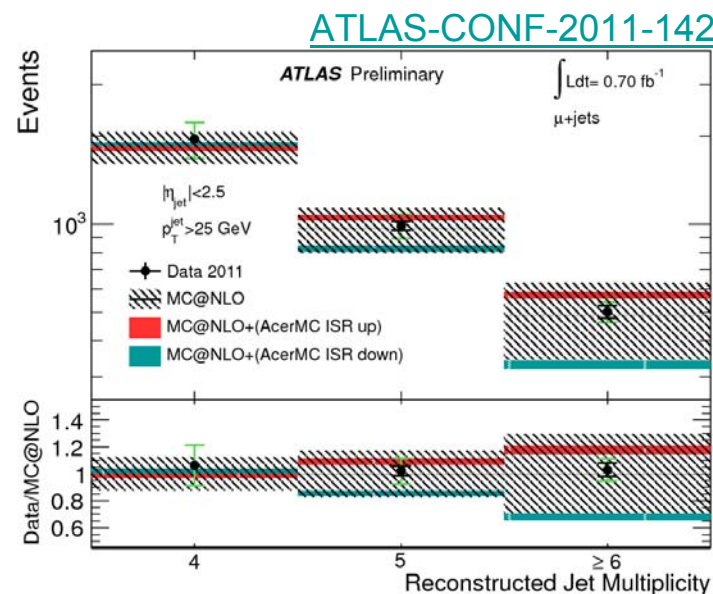 ATLAS-CONF-2011-142
Events
ATLAS Preliminary
∫Ldt= 0.70 fb⁻¹
μ+jets
|η_jet|<2.5
p_T^jet>25 GeV
10³
Data 2011
MC@NLO
MC@NLO+(AcerMC ISR up)
MC@NLO+(AcerMC ISR down)
Data/MC@NLO
1.4
1.2
1
0.8
0.6
4 5 ≥ 6
Reconstructed Jet Multiplicity